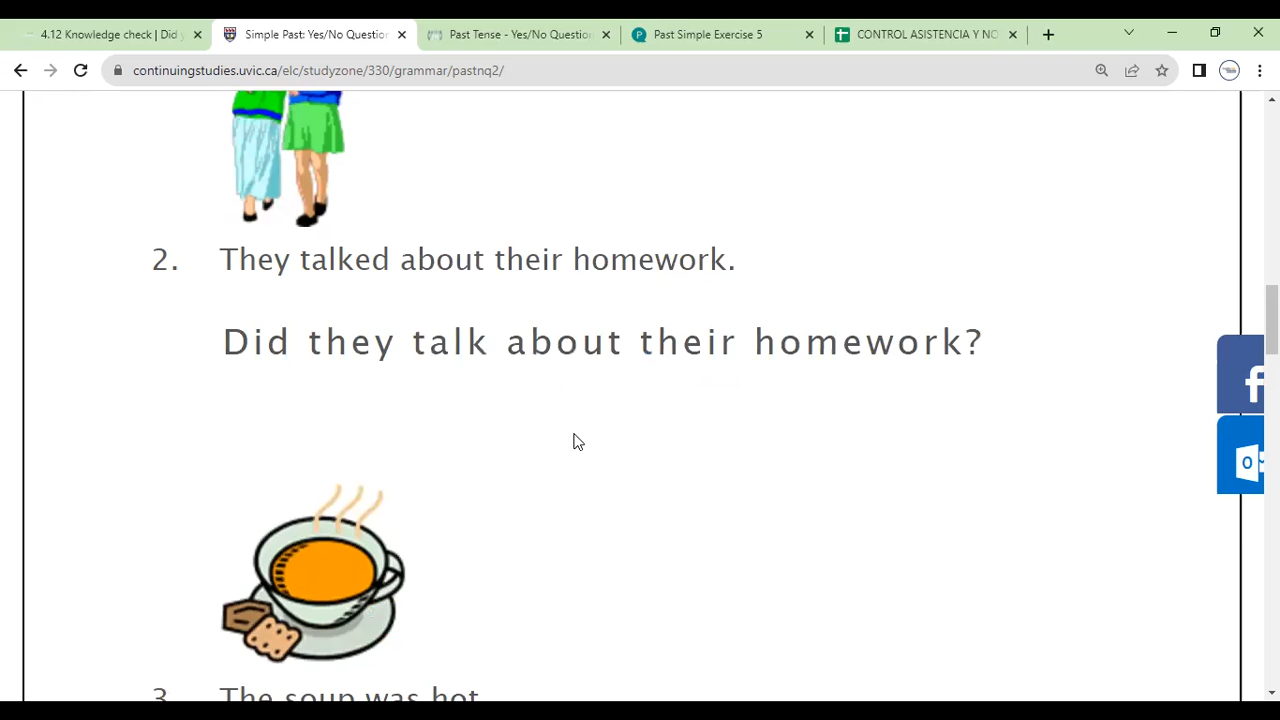 4.12 Knowledge check | Did
Simple Past: Yes/No Question
Past Tense - Yes/No Question
Past Simple Exercise 5
CONTROL ASISTENCIA Y NO
continuingstudies.uvic.ca/elc/studyzone/330/grammar/pastnq2/
2. They talked about their homework.
Did they talk about their homework?
3. The soup was hot.